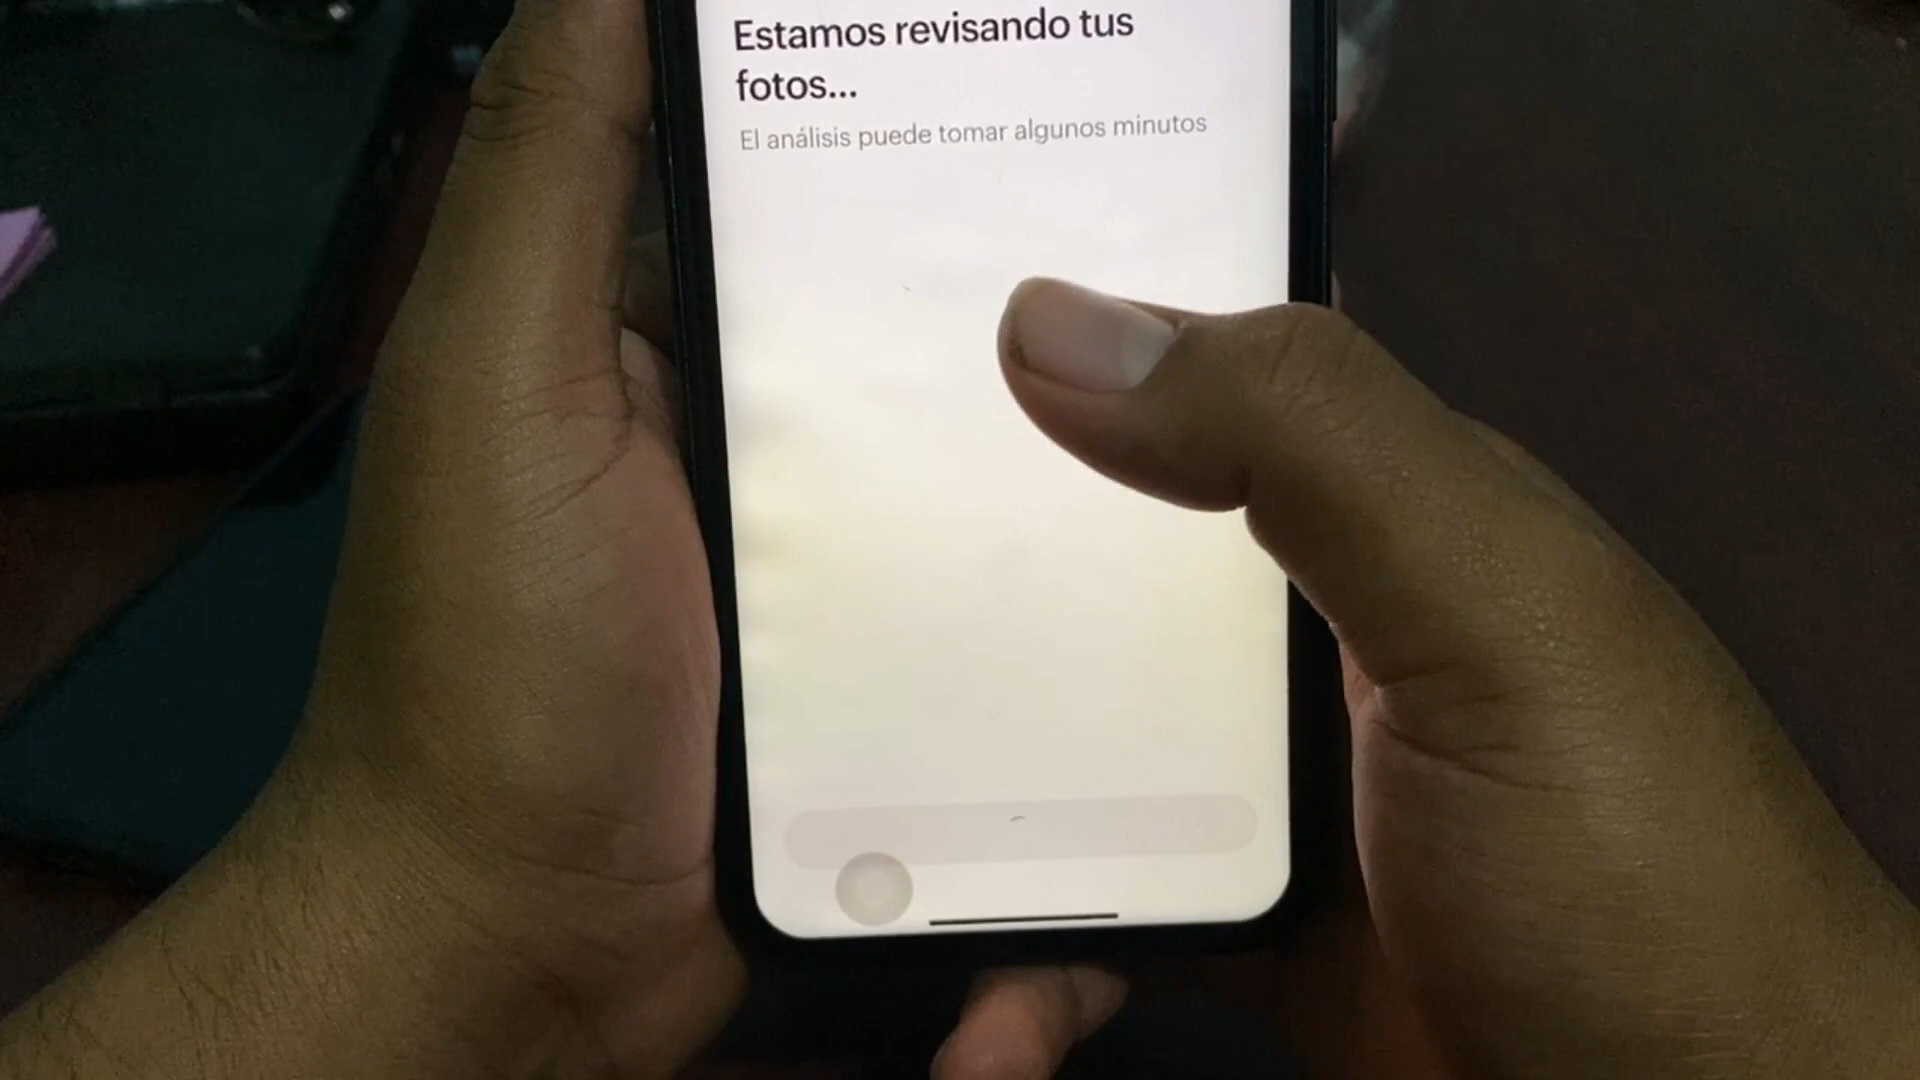 Estamos revisando tus
fotos...
El análisis puede tomar algunos minutos